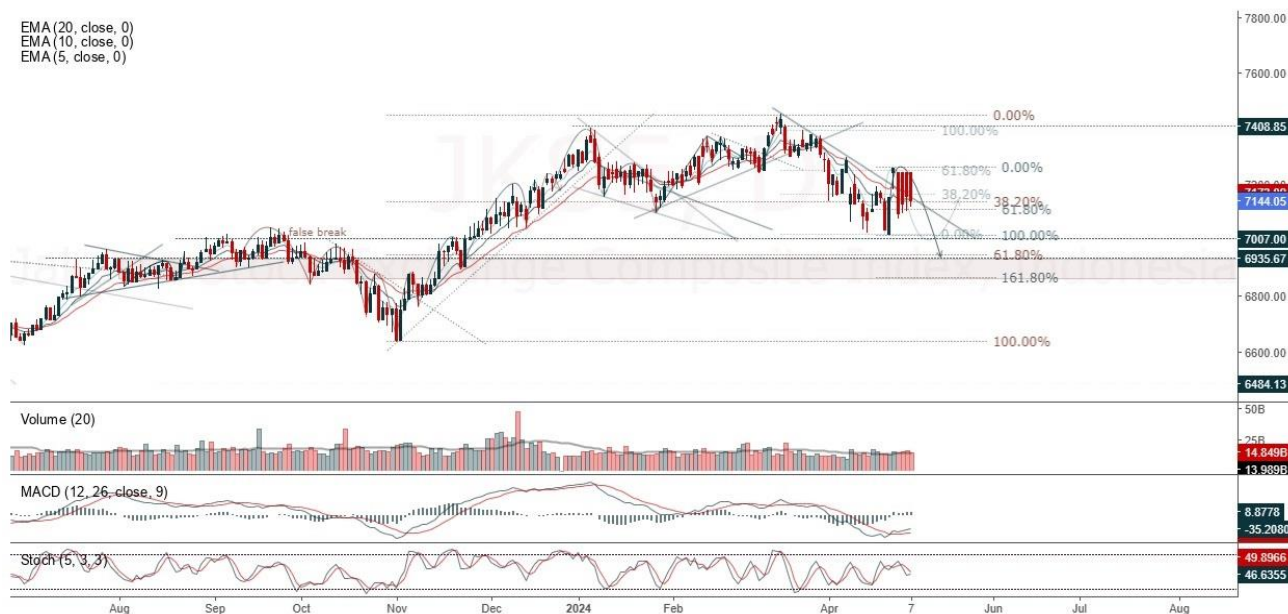 EMA (20, close, 0)
EMA (10, close, 0)
EMA (5, close, 0)
7800.00
7600.00
0.00%
7408.85
100.00%
0.00%
61.80%
38.20%
38.20%
7144.05
61.80%
false break
0.00%
100.00%
7007.00
61.80%
6935.67
161.80%
6800.00
100.00%
6600.00
6484.13
Volume (20)
50B
25B
14.849B
13.989B
MACD (12, 26, close, 9)
8.8778
-35.2080
Stoch (5, 3, 3)
49.8966
46.6355
Aug Sep Oct Nov Dec 2024 Feb Apr 7 Jun Jul Aug